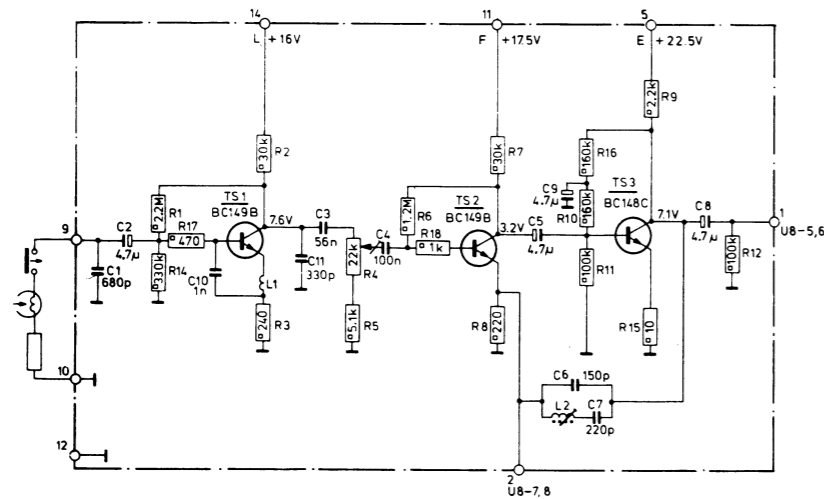 14
11
5
L +16V
F +17.5V
E +22.5V
2.2k R9
30k R2
30k R7
160k R16
TS1
BC149B
TS2
BC149B
TS3
BC148C
2.2M R1
R17
470
9
C2
4.7µ
7.6V
C3
56n
1.2M R6
R18
1k
C4
100n
3.2V
C5
4.7µ
C9
4.7µ
R10 160k
7.1V
C8
4.7µ
1
U8-5,6
C1
680p
330k R14
C10
1n
L1
C11
330p
22k
R4
100k R11
100k R12
240 R3
5.1k R5
R8 220
R15 10
10
C6 150p
L2 C7
220p
12
2
U8-7,8